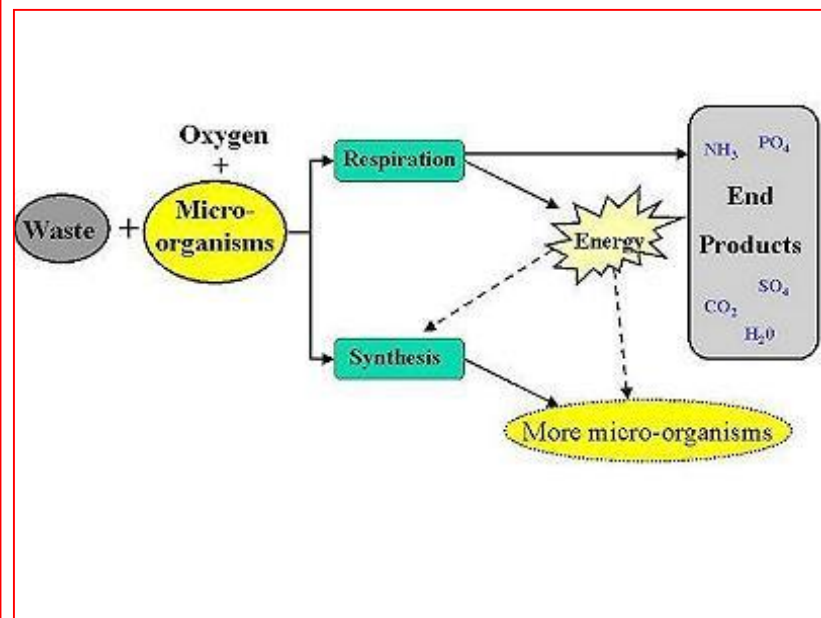 Oxygen
+
Waste
+
Micro-
organisms
Respiration
Synthesis
Energy
More micro-organisms
NH₃
PO₄
End
Products
SO₄
CO₂
H₂0